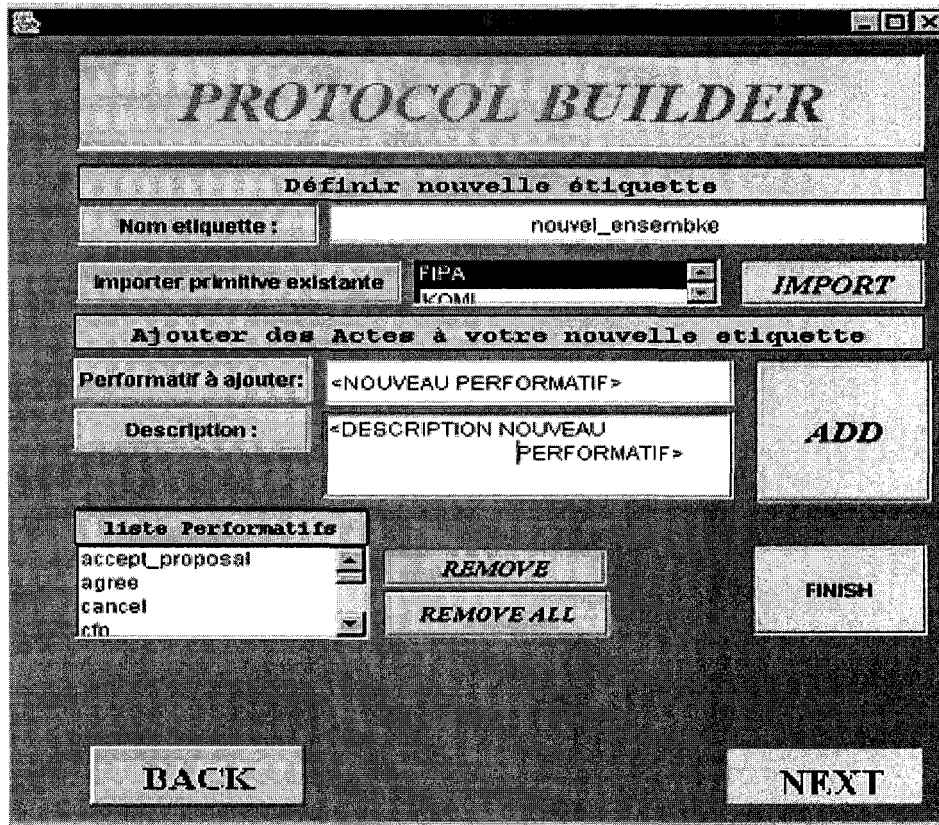 PROTOCOL BUILDER
Définir nouvelle étiquette
Nom etiquette :
nouvel_ensembke
Importer primitive existante
FIPA
IMPORT
Ajouter des Actes à votre nouvelle etiquette
Performatif à ajouter:
<NOUVEAU PERFORMATIF>
Description :
<DESCRIPTION NOUVEAU
PERFORMATIF>
ADD
liste Performatifs
accept_proposal
agree
cancel
cfp
REMOVE
REMOVE ALL
FINISH
BACK
NEXT